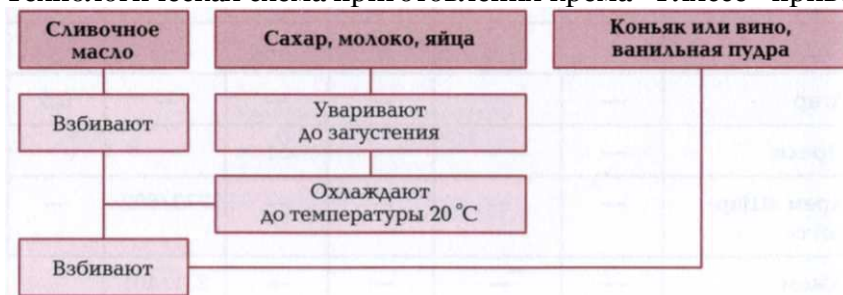 Сливочное
масло
Сахар, молоко, яйца
Коньяк или вино,
ванильная пудра
Взбивают
Уваривают
до загустения
Охлаждают
до температуры 20 °С
Взбивают